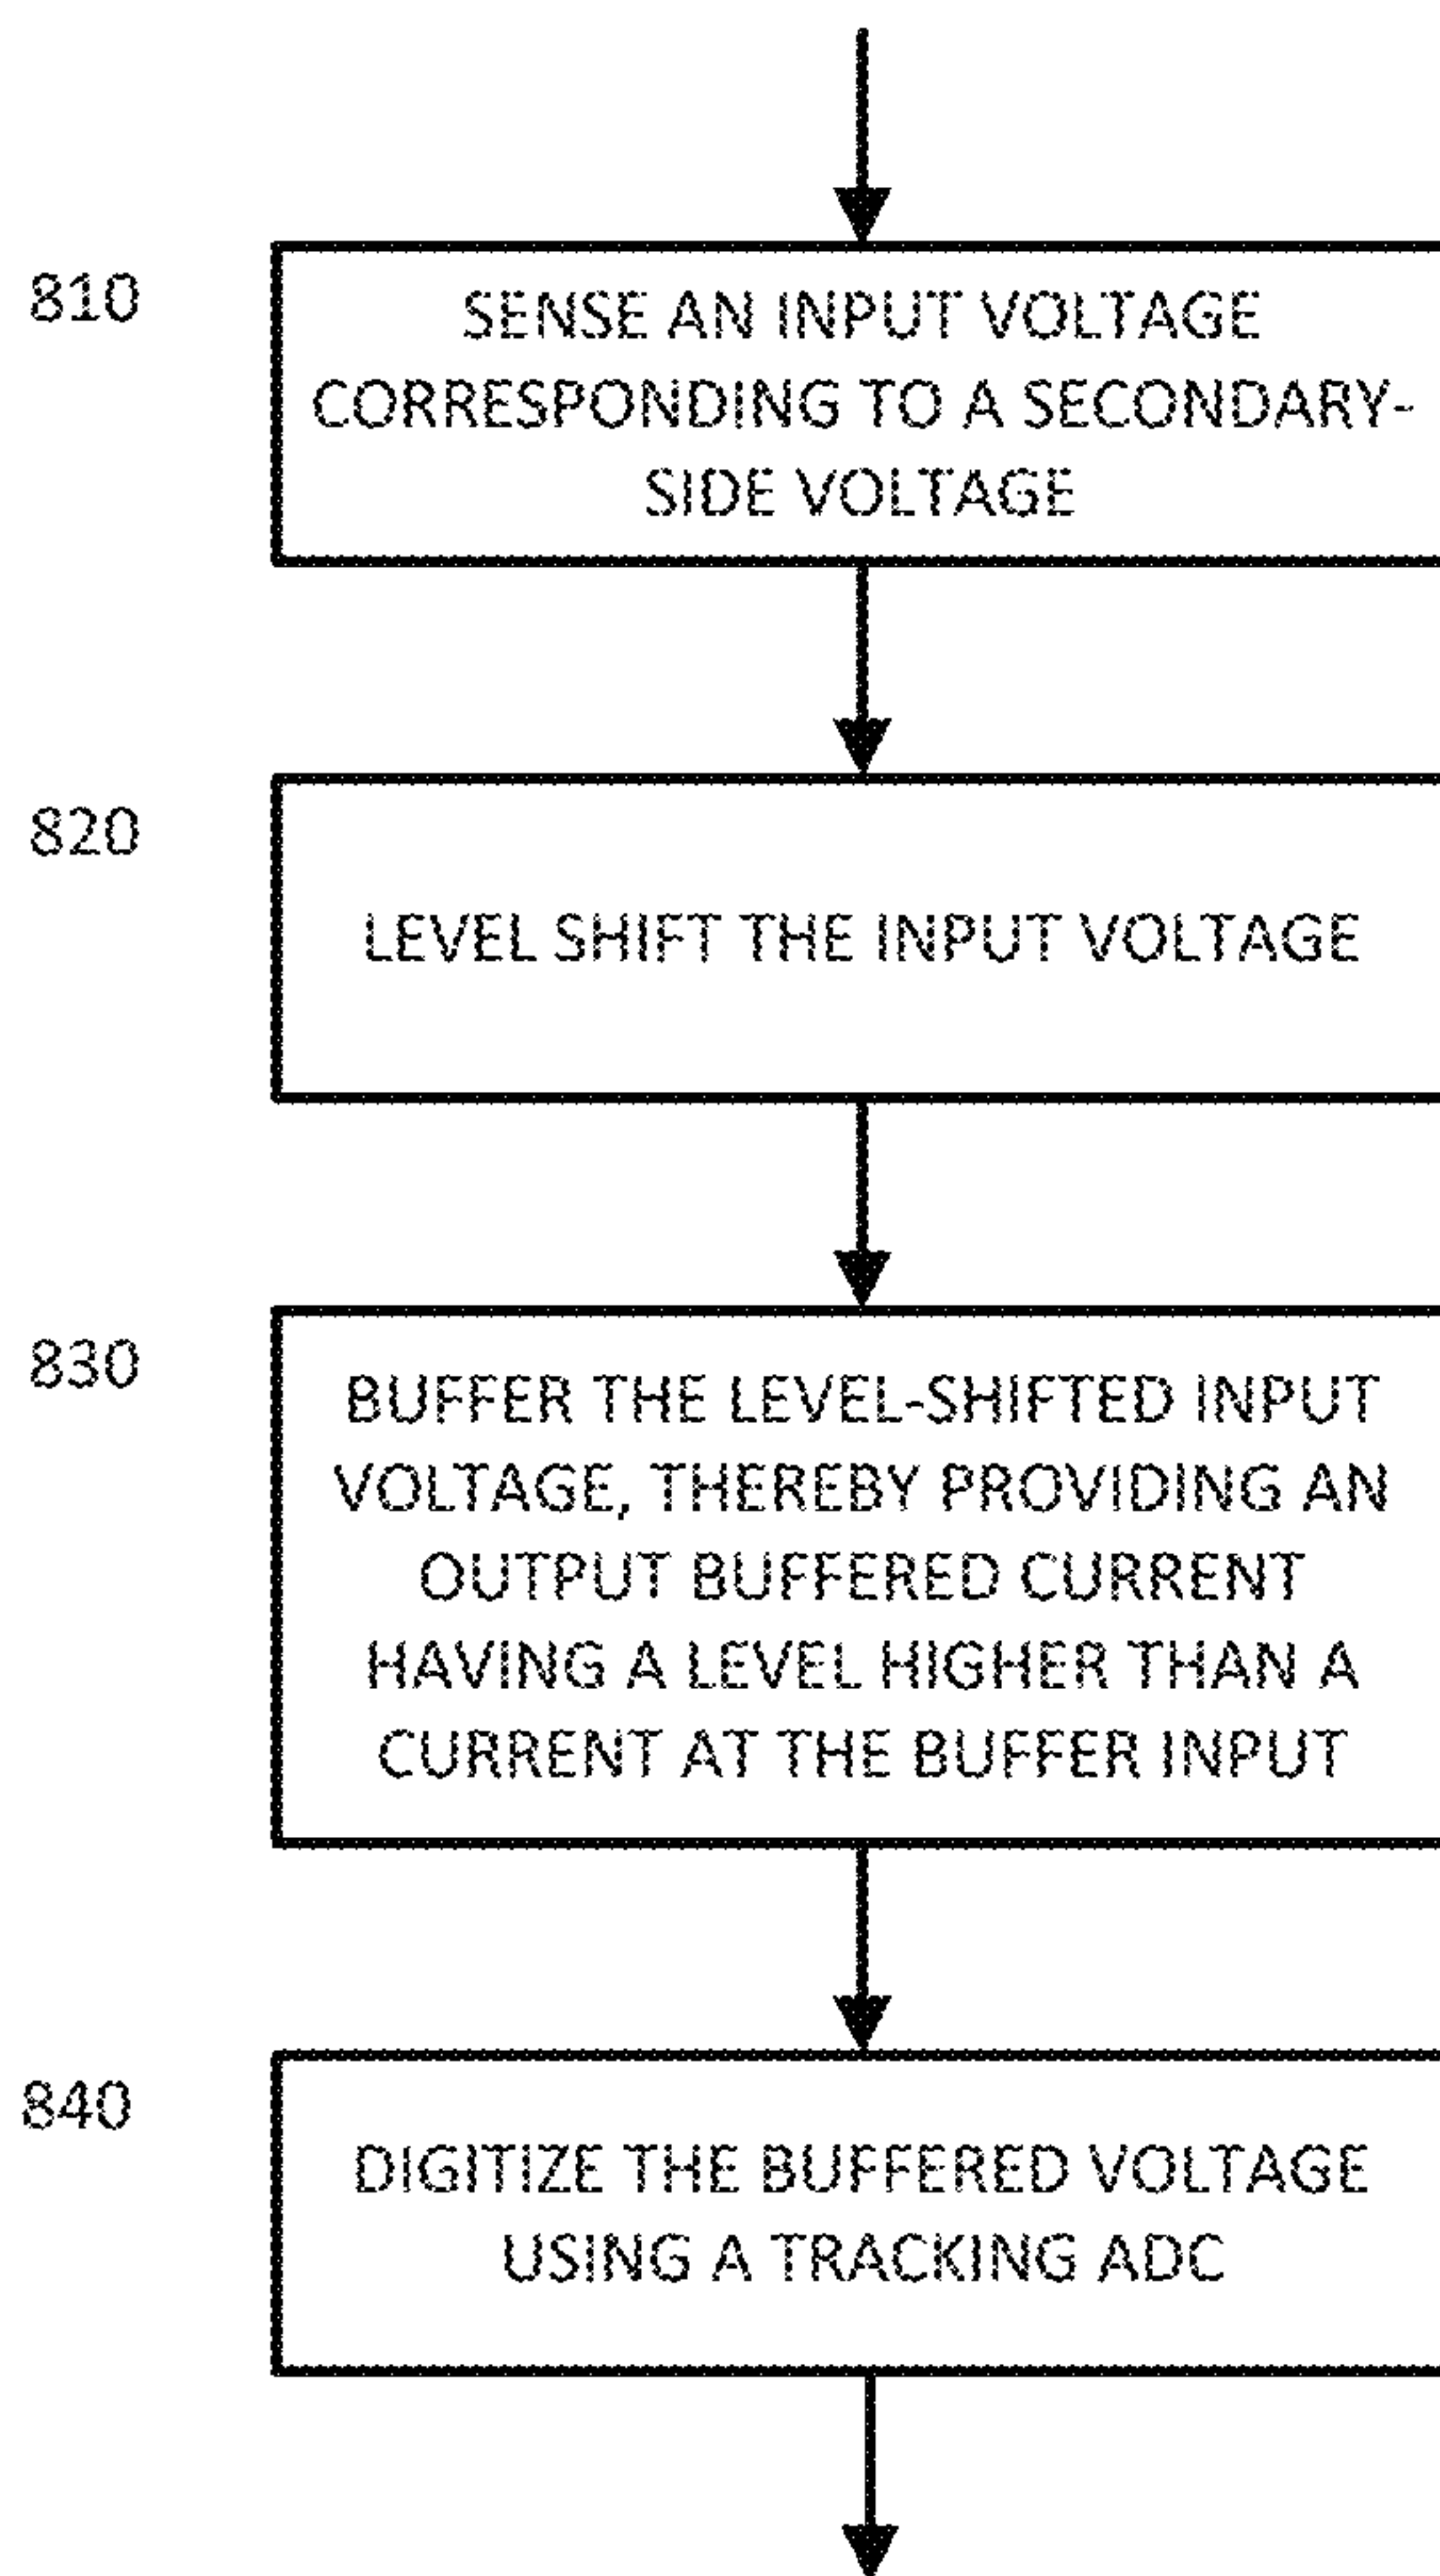 810
SENSE AN INPUT VOLTAGE
CORRESPONDING TO A SECONDARY-
SIDE VOLTAGE
820
LEVEL SHIFT THE INPUT VOLTAGE
830
BUFFER THE LEVEL-SHIFTED INPUT
VOLTAGE, THEREBY PROVIDING AN
OUTPUT BUFFERED CURRENT
HAVING A LEVEL HIGHER THAN A
CURRENT AT THE BUFFER INPUT
840
DIGITIZE THE BUFFERED VOLTAGE
USING A TRACKING ADC